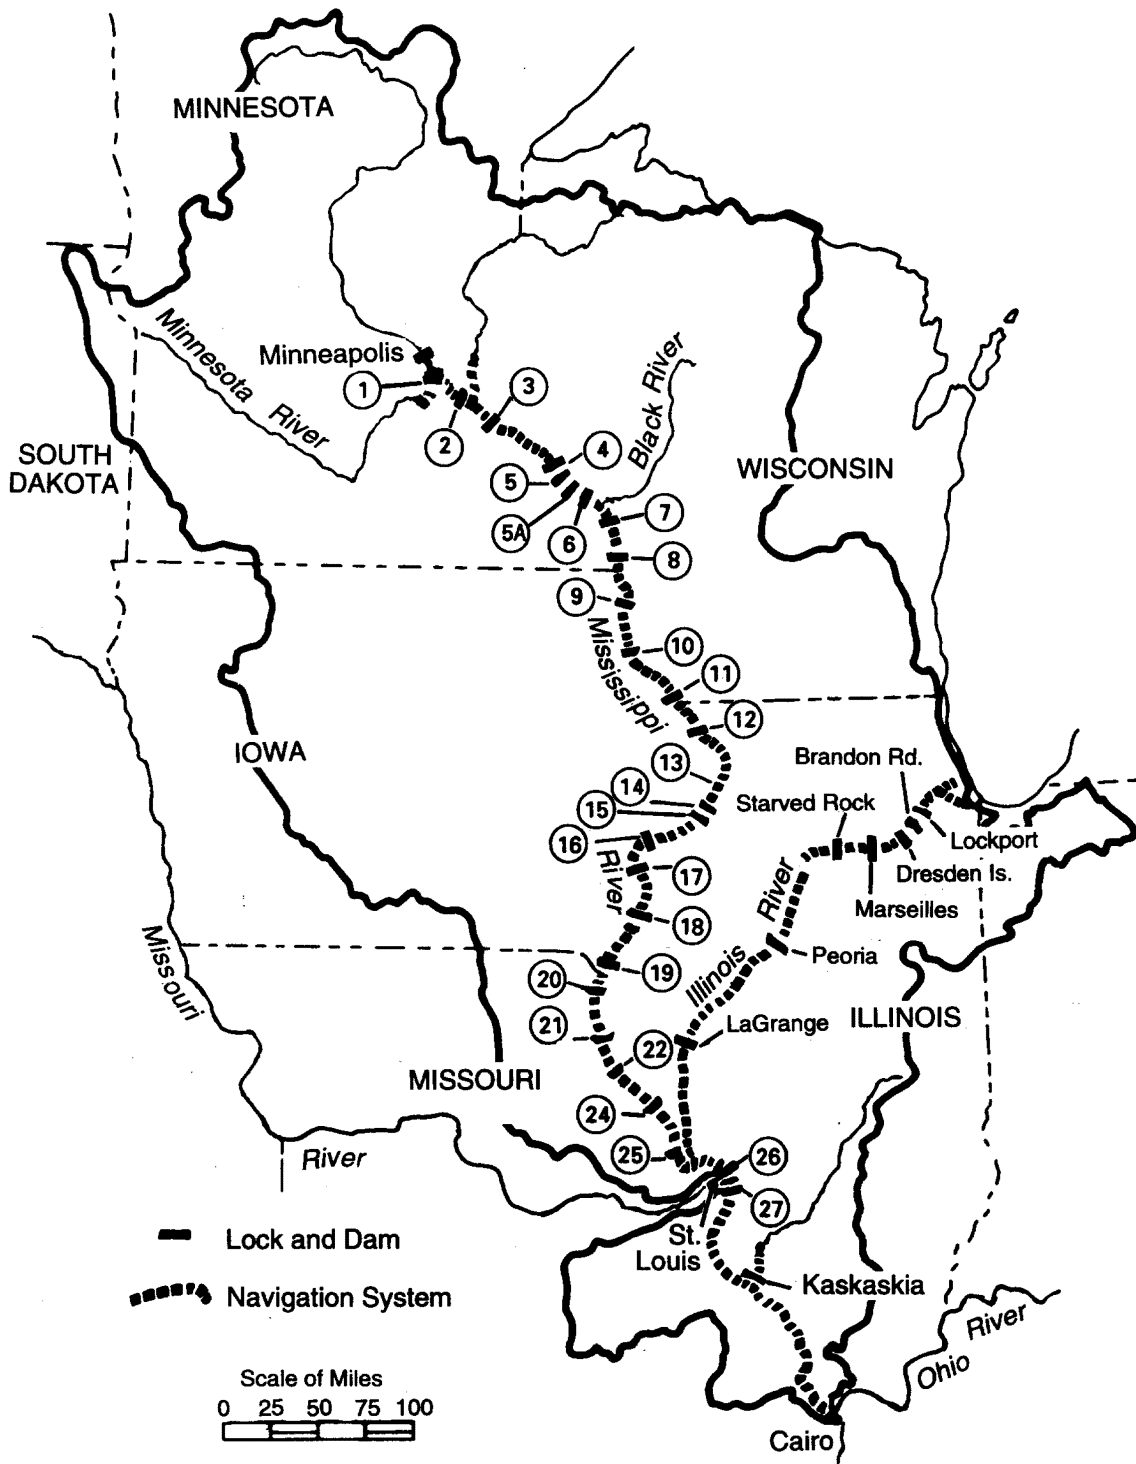 MINNESOTA
Minnesota River
Minneapolis
1
2
3
4
5
5A
6
Black River
7
8
SOUTH
DAKOTA
WISCONSIN
9
Mississippi
10
11
12
IOWA
13
14
15
16
River
17
18
19
20
21
22
24
25
26
27
Brandon Rd.
Starved Rock
Lockport
Dresden Is.
Marseilles
River
Peoria
Illinois
LaGrange
ILLINOIS
Missouri
MISSOURI
River
St.
Louis
Kaskaskia
Ohio River
Cairo
Lock and Dam
Navigation System
Scale of Miles
0 25 50 75 100